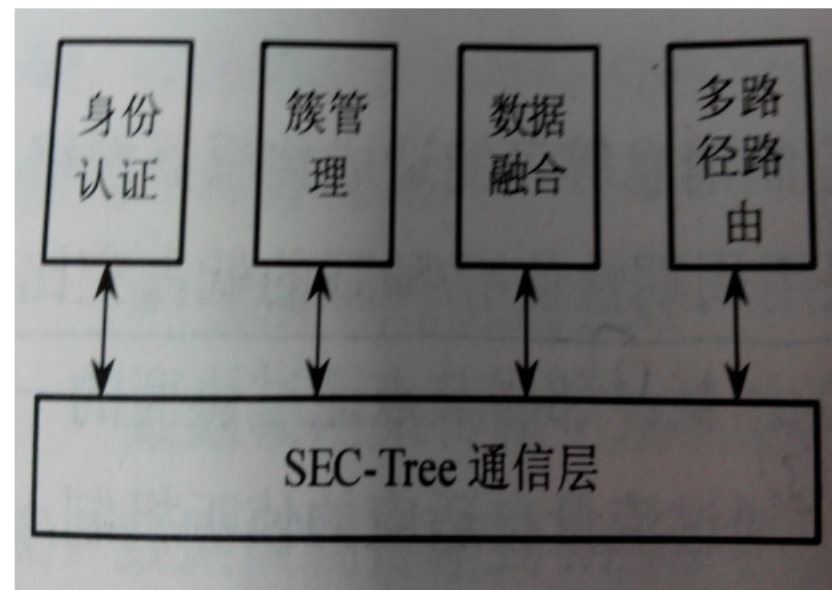 身份
认证
簇管
理
数据
融合
多路
径路
由
SEC-Tree 通信层